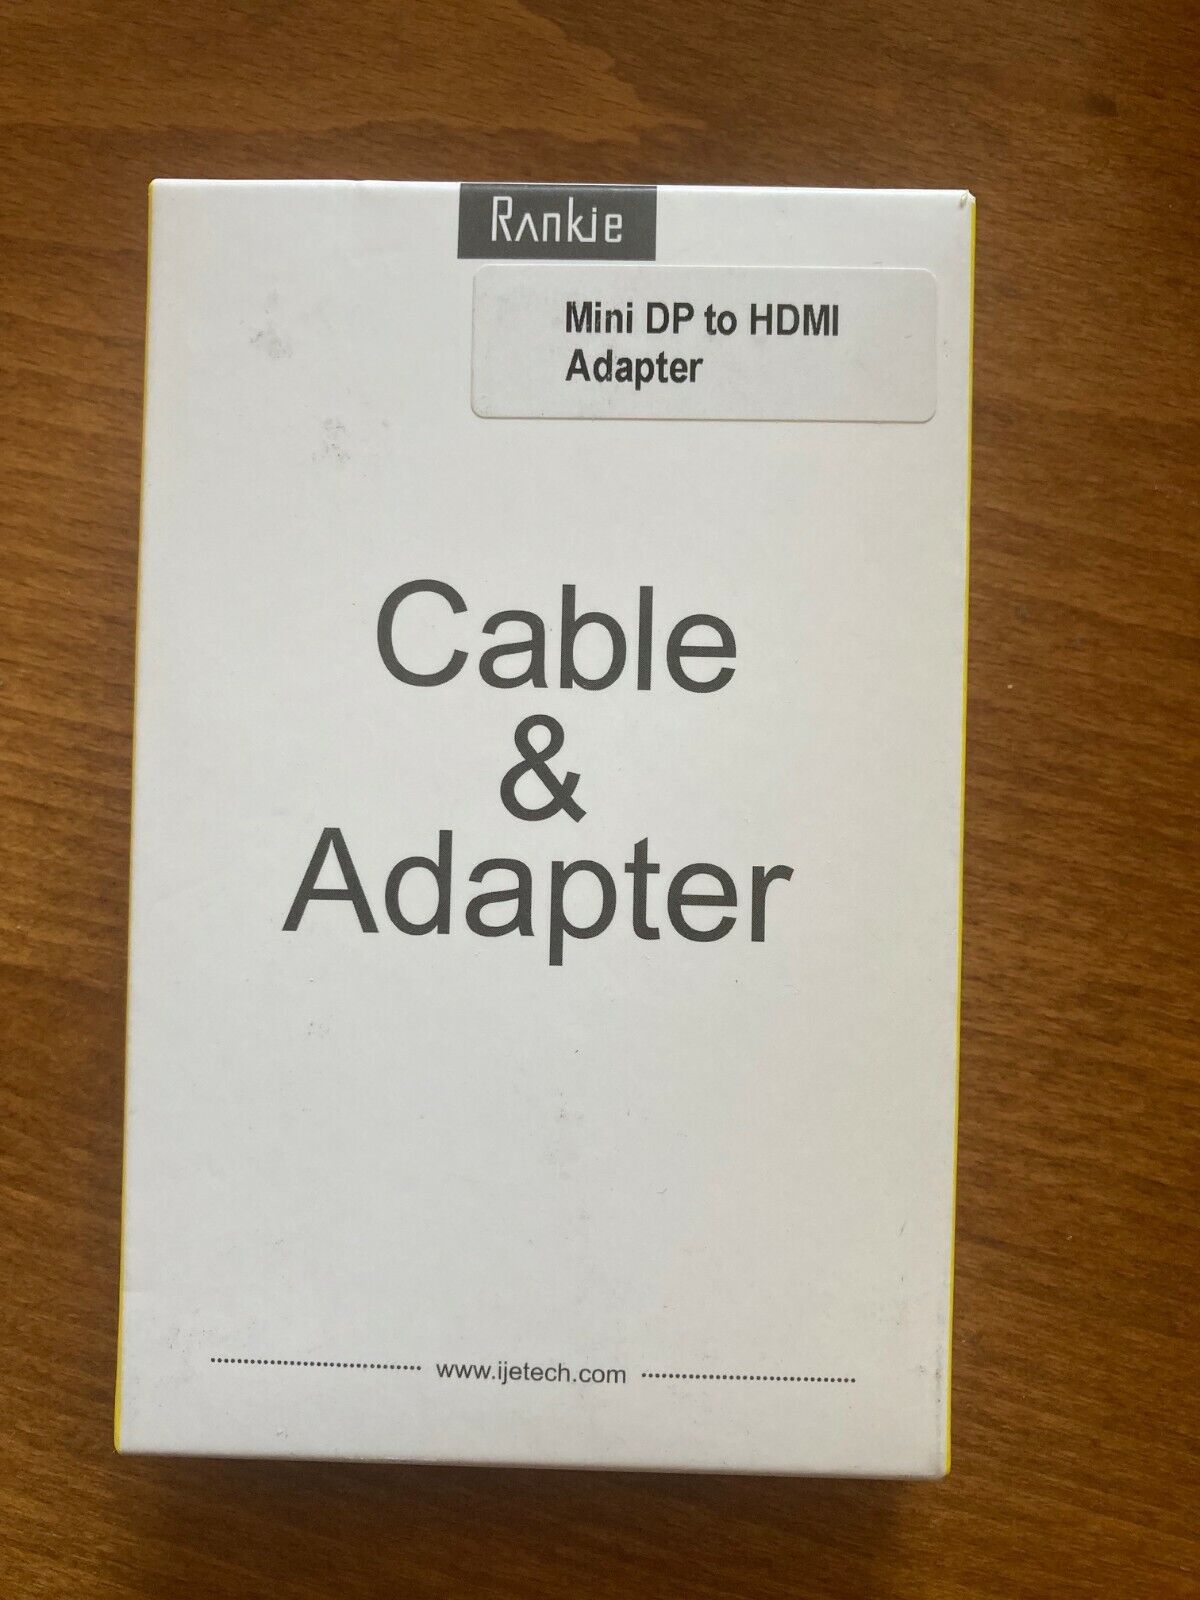 Rankie
Mini DP to HDMI
Adapter
Cable
&
Adapter
www.ijetech.com